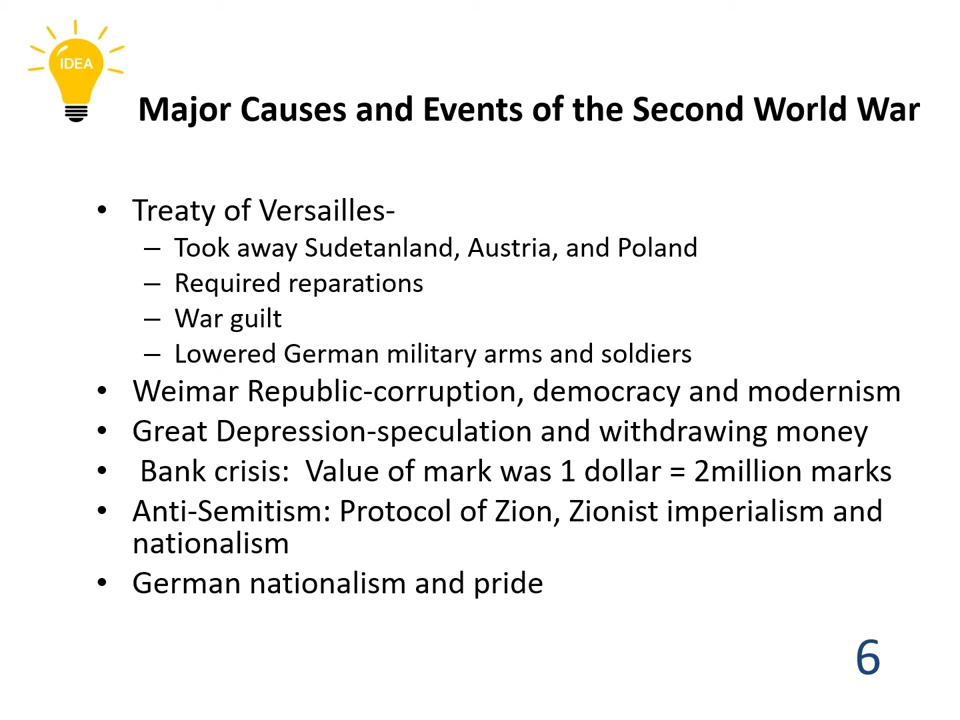 IDEA
Major Causes and Events of the Second World War
• Treaty of Versailles-
– Took away Sudetanland, Austria, and Poland
– Required reparations
– War guilt
– Lowered German military arms and soldiers
• Weimar Republic-corruption, democracy and modernism
• Great Depression-speculation and withdrawing money
• Bank crisis: Value of mark was 1 dollar = 2million marks
• Anti-Semitism: Protocol of Zion, Zionist imperialism and
nationalism
• German nationalism and pride
6